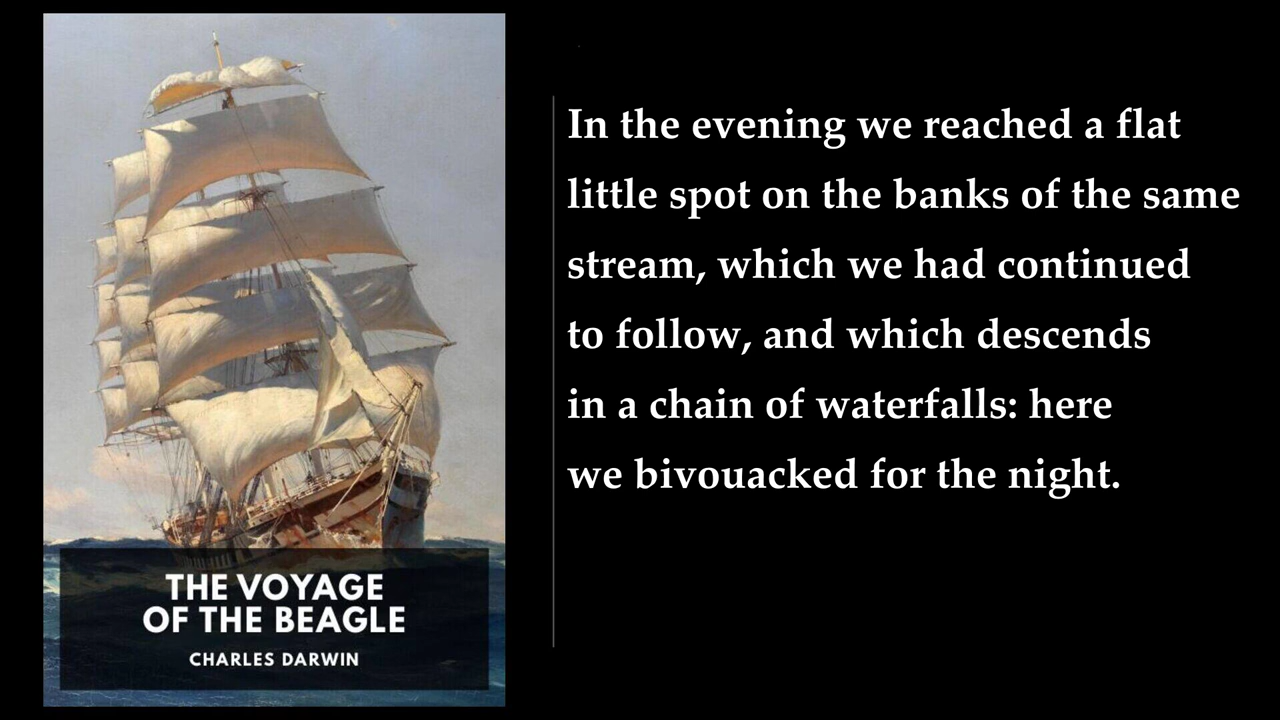 THE VOYAGE
OF THE BEAGLE
CHARLES DARWIN
In the evening we reached a flat
little spot on the banks of the same
stream, which we had continued
to follow, and which descends
in a chain of waterfalls: here
we bivouacked for the night.